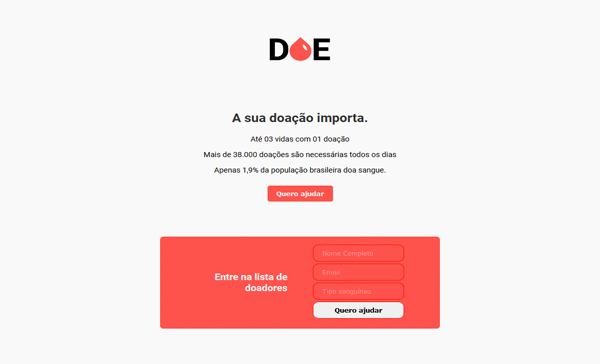 DOE
A sua doação importa.
Até 03 vidas com 01 doação
Mais de 38.000 doações são necessárias todos os dias
Apenas 1,9% da população brasileira doa sangue.
Quero ajudar
Entre na lista de
doadores
Nome Completo
Email
Tipo sanguíneo
Quero ajudar